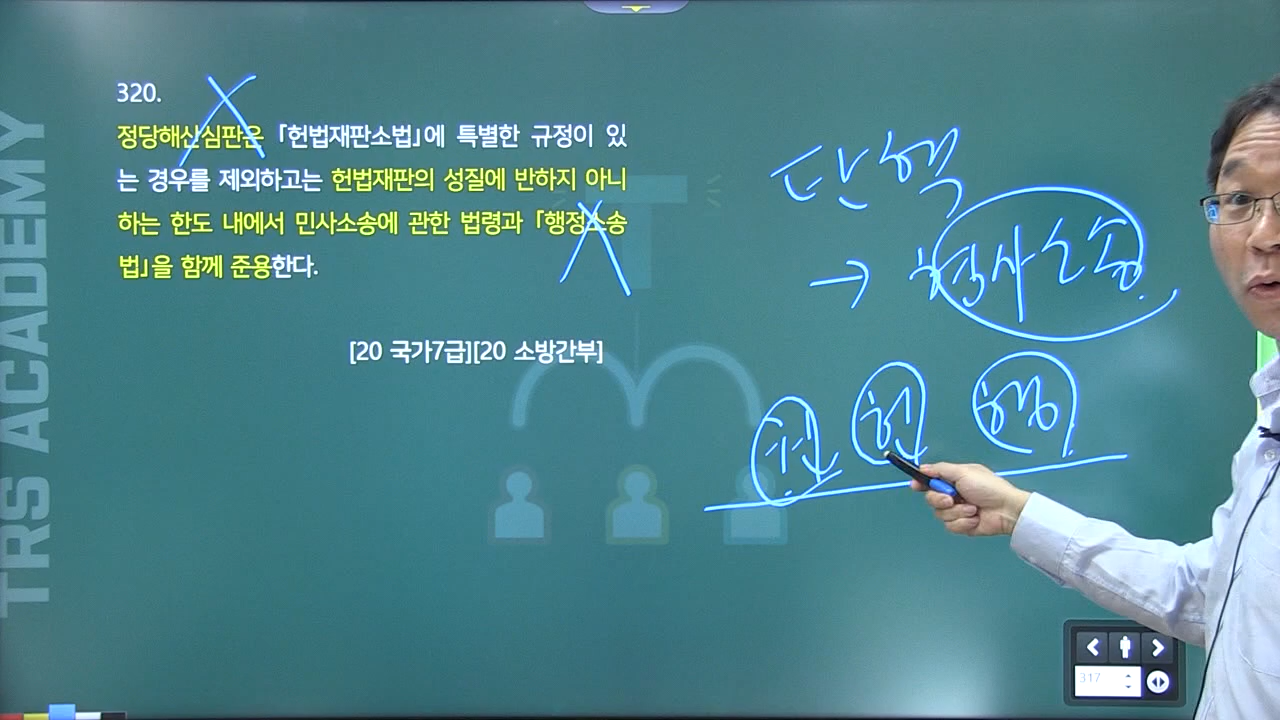 320.
정당해산심판은 「헌법재판소법」에 특별한 규정이 있
는 경우를 제외하고는 헌법재판의 성질에 반하지 아니
하는 한도 내에서 민사소송에 관한 법령과 「행정소송
법」을 함께 준용한다.
[20 국가7급][20 소방간부]
탄핵
→ 형사소송
헌 행
TRS ACADEMY
317